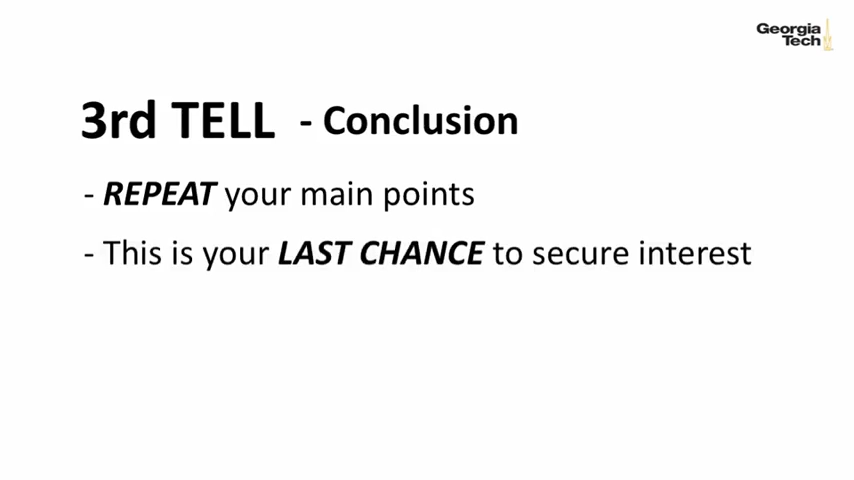 Georgia
Tech
3rd TELL - Conclusion
- REPEAT your main points
- This is your LAST CHANCE to secure interest